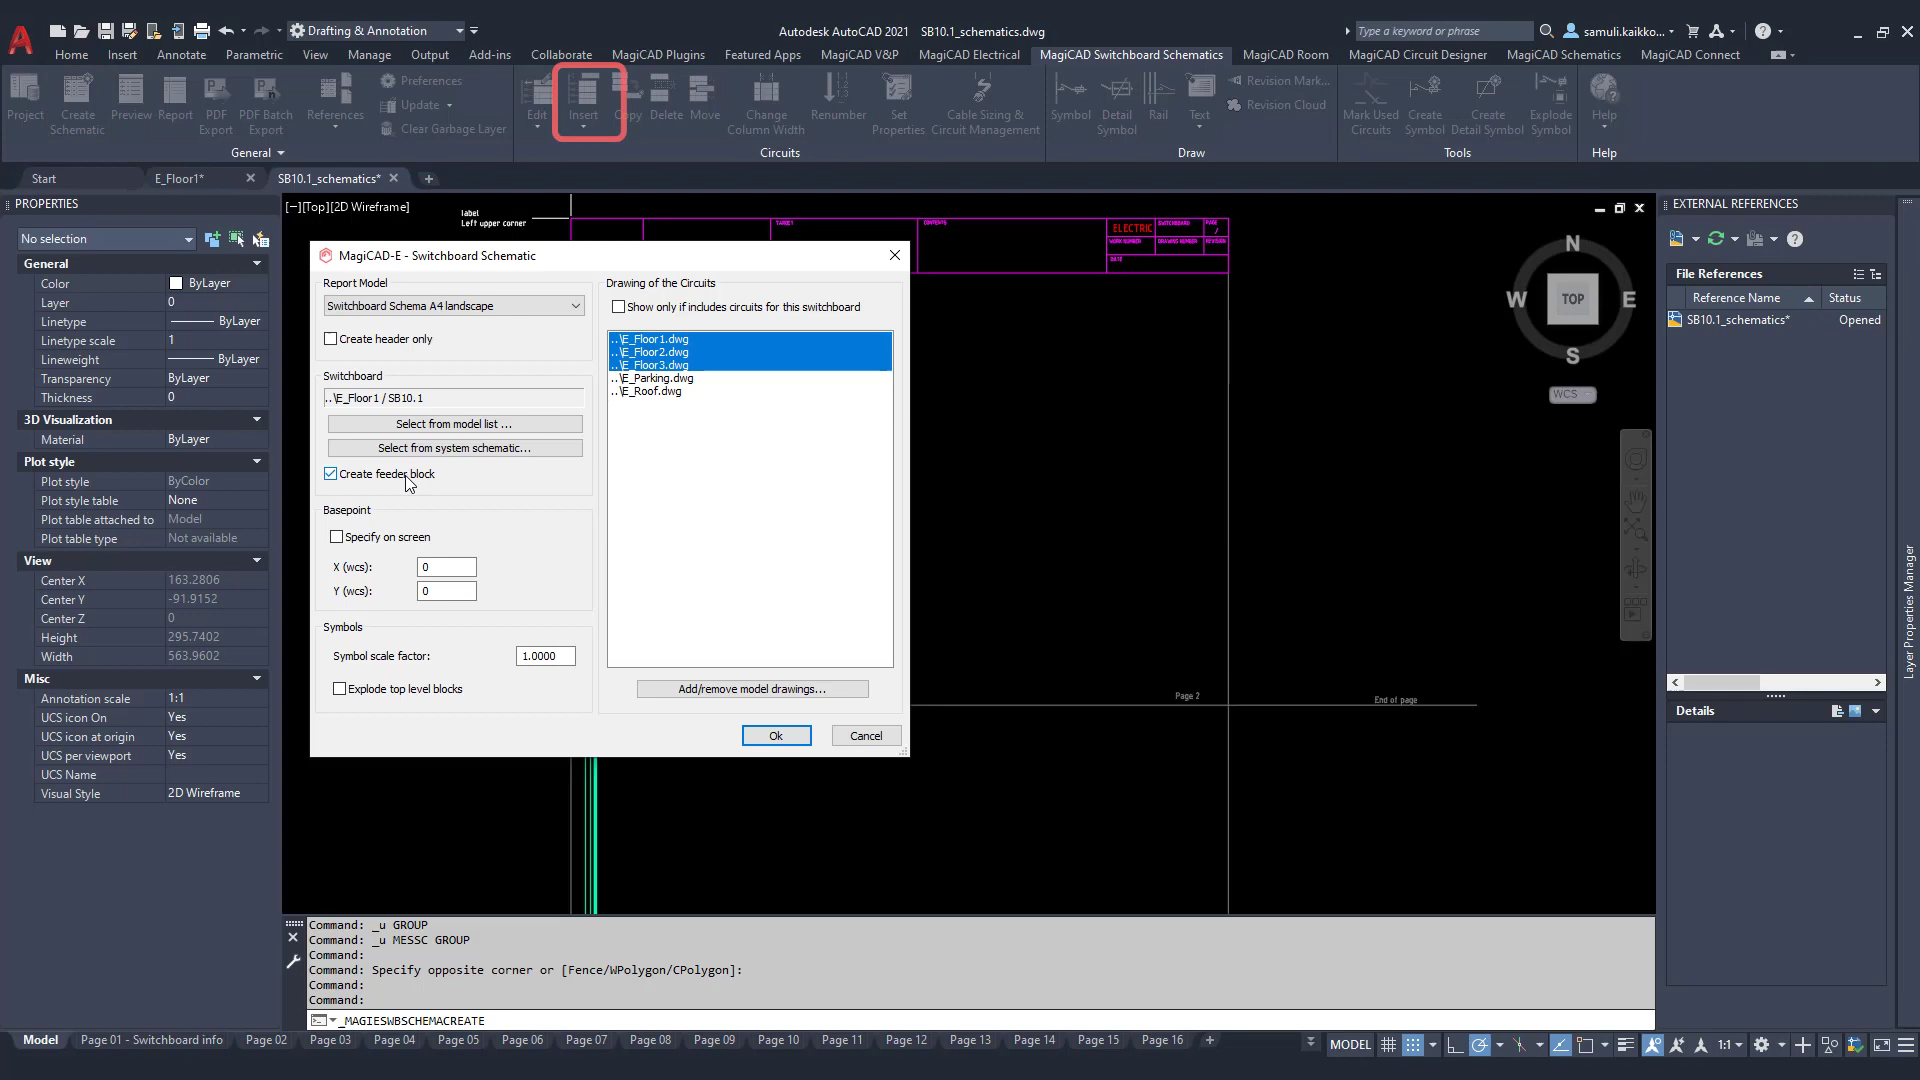 Drafting & Annotation
Autodesk AutoCAD 2021 SB10.1_schematics.dwg
Type a keyword or phrase
samuli.kaikko...
Home Insert Annotate Parametric View Manage Output Add-ins Collaborate MagiCAD Plugins Featured Apps MagiCAD V&P MagiCAD Electrical MagiCAD Switchboard Schematics MagiCAD Room MagiCAD Circuit Designer MagiCAD Schematics MagiCAD Connect
Project
Create Schematic
Preview
Report
PDF Export
PDF Batch Export
References
Preferences
Update
Clear Garbage Layer
Edit
Insert
Copy
Delete
Move
Change Column Width
Renumber
Set Properties
Cable Sizing & Circuit Management
Symbol
Detail Symbol
Rail
Text
Revision Mark...
Revision Cloud
Mark Used Circuits
Create Symbol
Create Detail Symbol
Explode Symbol
Help
General
Circuits
Draw
Tools
Help
Start
E_Floor1*
SB10.1_schematics*
PROPERTIES
No selection
General
Color ByLayer
Layer 0
Linetype ByLayer
Linetype scale 1
Lineweight ByLayer
Transparency ByLayer
Thickness 0
3D Visualization
Material ByLayer
Plot style
Plot style ByColor
Plot style table None
Plot table attached to Model
Plot table type Not available
View
Center X 163.2806
Center Y -91.9152
Center Z 0
Height 295.7402
Width 563.9602
Misc
Annotation scale 1:1
UCS icon On Yes
UCS icon at origin Yes
UCS per viewport Yes
UCS Name
Visual Style 2D Wireframe
[−][Top][2D Wireframe]
label
Left upper corner
TARGET
CONTENTS
ELECTRIC
SWITCHBOARD
PAGE
/
WORK NUMBER
DRAWING NUMBER
REVISION
DATE
MagiCAD-E - Switchboard Schematic
Report Model
Switchboard Schema A4 landscape
Create header only
Switchboard
..\E_Floor1 / SB10.1
Select from model list ...
Select from system schematic...
Create feeder block
Basepoint
Specify on screen
X (wcs): 0
Y (wcs): 0
Symbols
Symbol scale factor: 1.0000
Explode top level blocks
Drawing of the Circuits
Show only if includes circuits for this switchboard
..\E_Floor1.dwg
..\E_Floor2.dwg
..\E_Floor3.dwg
..\E_Parking.dwg
..\E_Roof.dwg
Add/remove model drawings...
Ok
Cancel
Page 2
End of page
N
W TOP E
S
WCS
EXTERNAL REFERENCES
File References
Reference Name Status
SB10.1_schematics* Opened
Details
Layer Properties Manager
Command: _u GROUP
Command: _u MESSC GROUP
Command:
Command: Specify opposite corner or [Fence/WPolygon/CPolygon]:
Command:
Command:
_MAGIESWBSCHEMACREATE
Model Page 01 - Switchboard info Page 02 Page 03 Page 04 Page 05 Page 06 Page 07 Page 08 Page 09 Page 10 Page 11 Page 12 Page 13 Page 14 Page 15 Page 16
MODEL
1:1